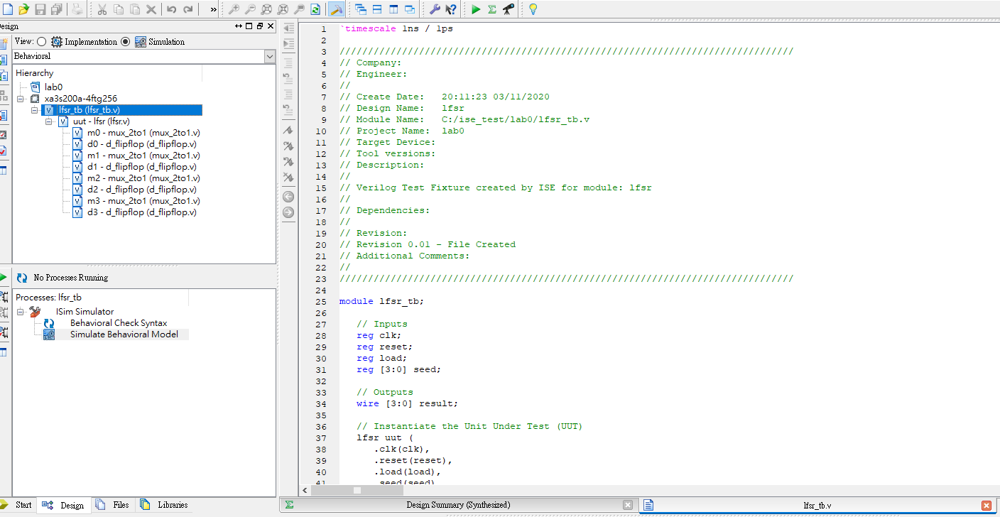 »
Design
View: Implementation Simulation
Behavioral
Hierarchy
lab0
xa3s200a-4ftg256
lfsr_tb (lfsr_tb.v)
uut - lfsr (lfsr.v)
m0 - mux_2to1 (mux_2to1.v)
d0 - d_flipflop (d_flipflop.v)
m1 - mux_2to1 (mux_2to1.v)
d1 - d_flipflop (d_flipflop.v)
m2 - mux_2to1 (mux_2to1.v)
d2 - d_flipflop (d_flipflop.v)
m3 - mux_2to1 (mux_2to1.v)
d3 - d_flipflop (d_flipflop.v)
No Processes Running
Processes: lfsr_tb
ISim Simulator
Behavioral Check Syntax
Simulate Behavioral Model
Start Design Files Libraries
1 `timescale 1ns / 1ps
2
3 ////////////////////////////////////////////////////////////////////////////////
4 // Company:
5 // Engineer:
6 //
7 // Create Date:   20:11:23 03/11/2020
8 // Design Name:   lfsr
9 // Module Name:   C:/ise_test/lab0/lfsr_tb.v
10 // Project Name:  lab0
11 // Target Device:
12 // Tool versions:
13 // Description:
14 //
15 // Verilog Test Fixture created by ISE for module: lfsr
16 //
17 // Dependencies:
18 //
19 // Revision:
20 // Revision 0.01 - File Created
21 // Additional Comments:
22 //
23 ////////////////////////////////////////////////////////////////////////////////
24
25 module lfsr_tb;
26
27 // Inputs
28 reg clk;
29 reg reset;
30 reg load;
31 reg [3:0] seed;
32
33 // Outputs
34 wire [3:0] result;
35
36 // Instantiate the Unit Under Test (UUT)
37 lfsr uut (
38 .clk(clk),
39 .reset(reset),
40 .load(load),
41 .seed(seed),
Design Summary (Synthesized)
lfsr_tb.v